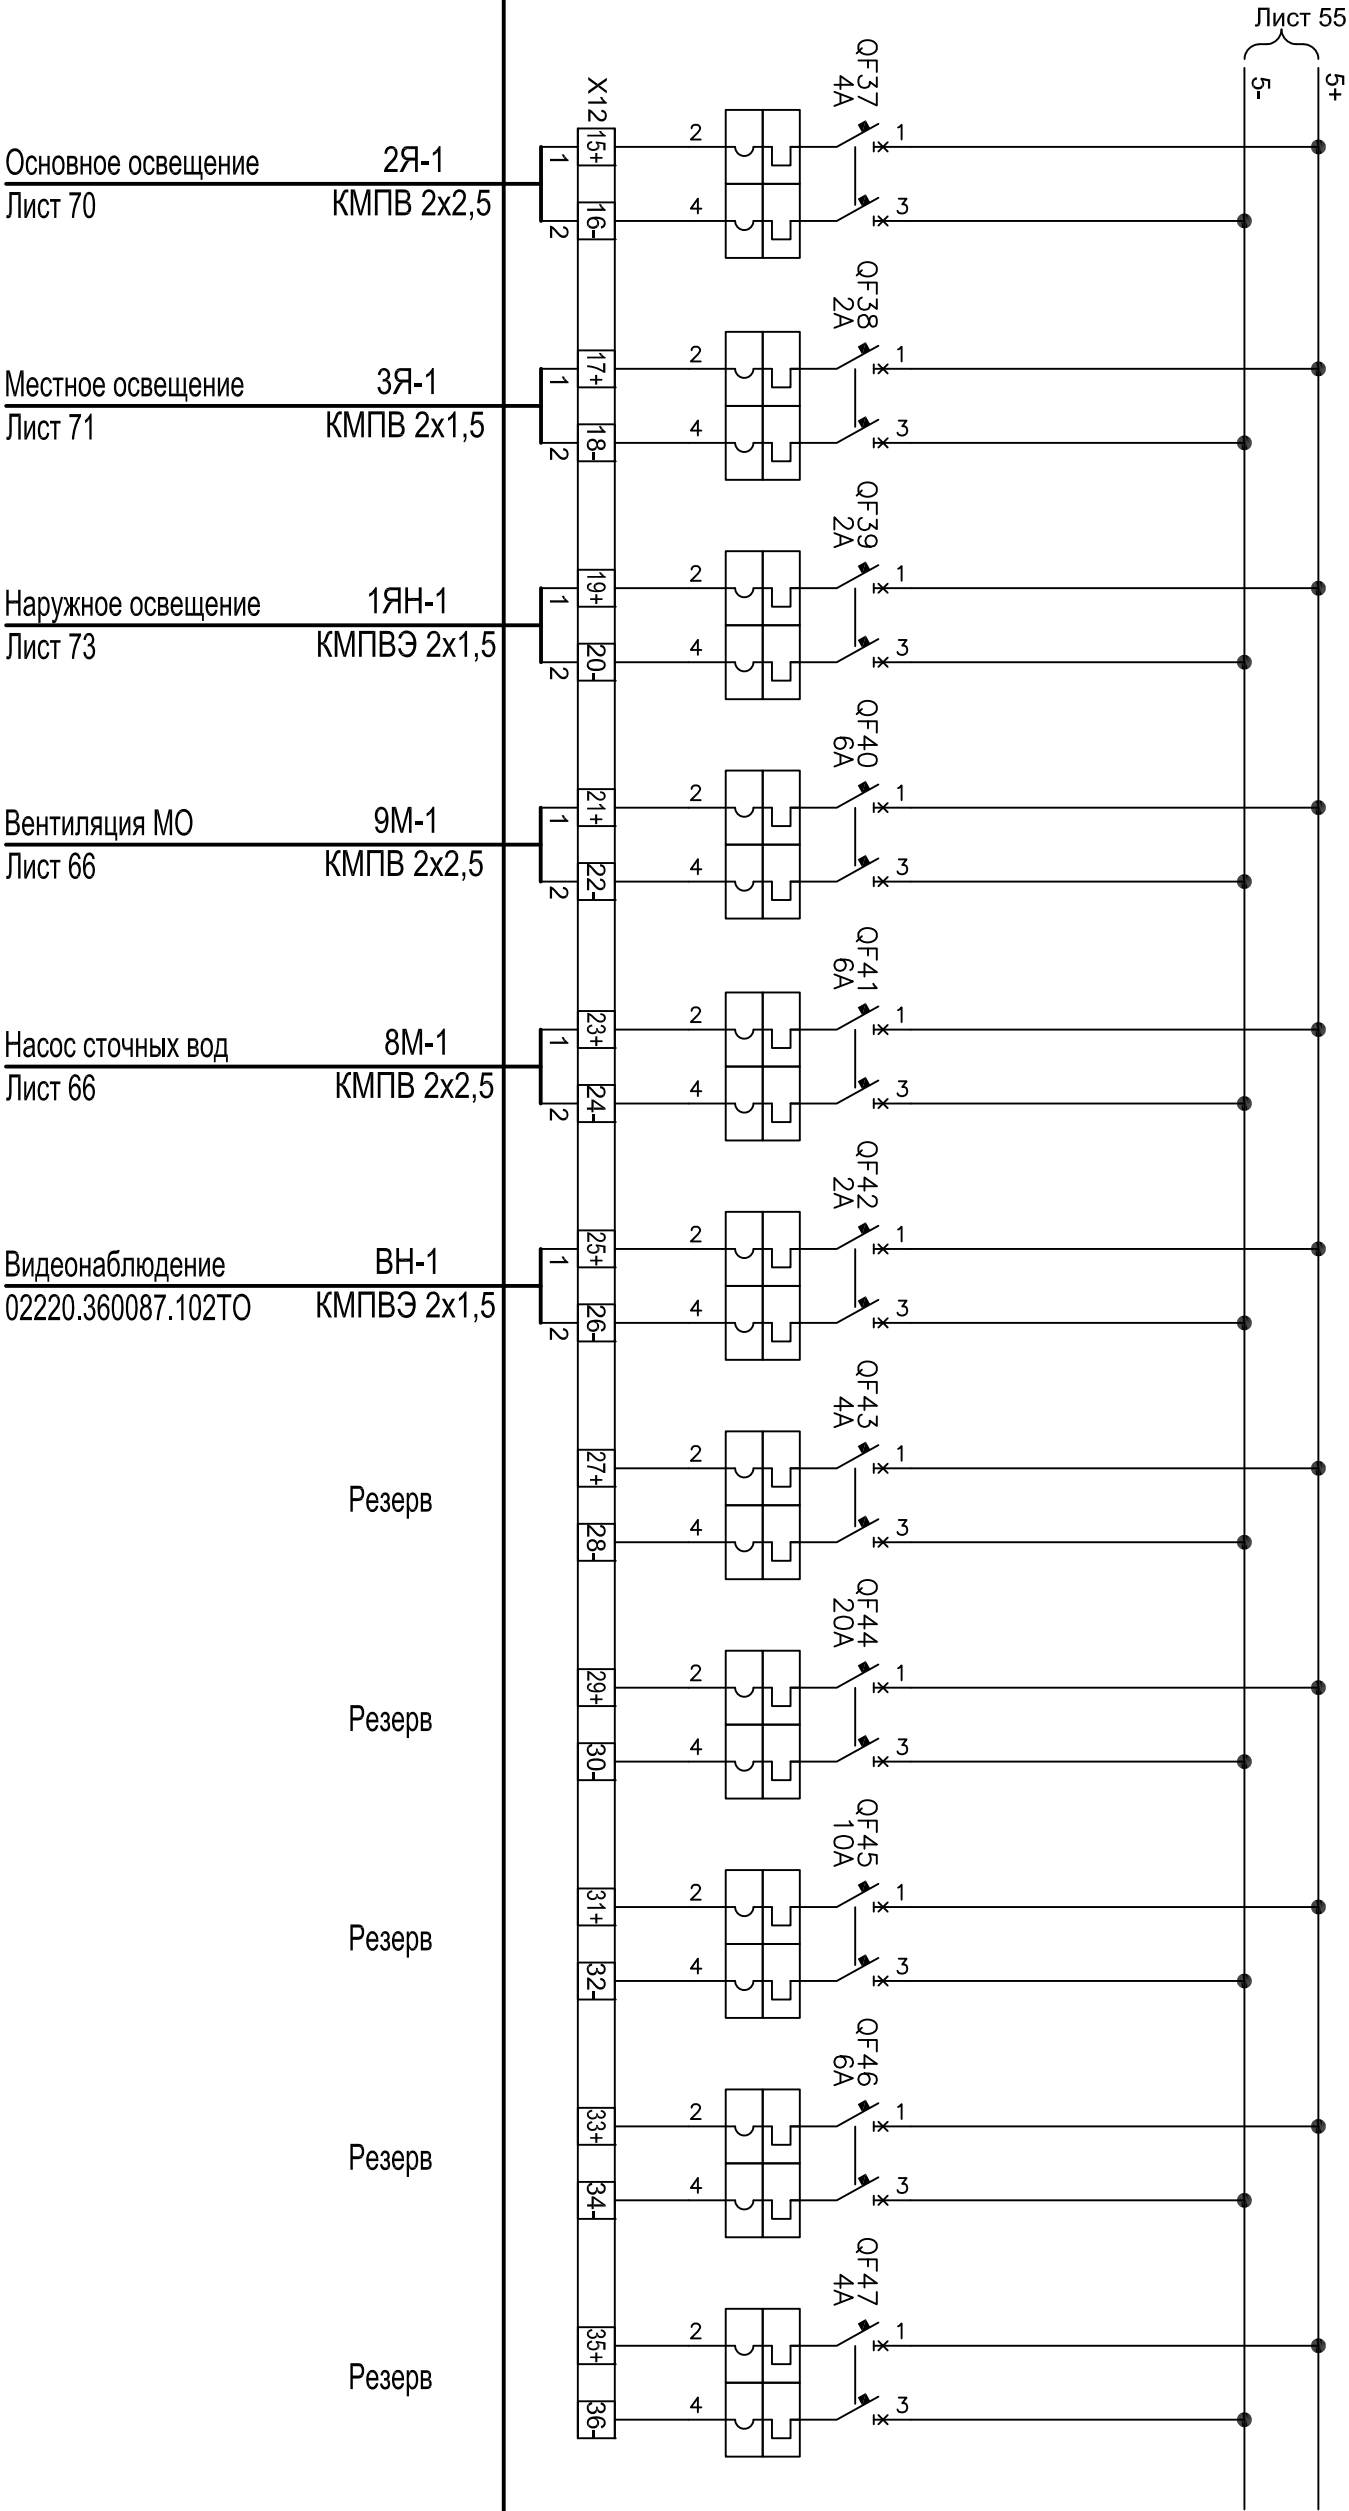 Лист 55
5-
5+
X12
QF37
4A
15+
2
1
1
Основное освещение
2Я-1
Лист 70
КМПВ 2x2,5
16-
4
3
2
QF38
2A
17+
2
1
1
Местное освещение
3Я-1
Лист 71
КМПВ 2x1,5
18-
4
3
2
QF39
2A
19+
2
1
1
Наружное освещение
1ЯН-1
Лист 73
КМПВЭ 2x1,5
20-
4
3
2
QF40
6A
21+
2
1
1
Вентиляция МО
9М-1
Лист 66
КМПВ 2x2,5
22-
4
3
2
QF41
6A
23+
2
1
1
Насос сточных вод
8М-1
Лист 66
КМПВ 2x2,5
24-
4
3
2
QF42
2A
25+
2
1
1
Видеонаблюдение
ВН-1
02220.360087.102ТО
КМПВЭ 2x1,5
26-
4
3
2
QF43
4A
27+
2
1
Резерв
28-
4
3
QF44
20A
29+
2
1
Резерв
30-
4
3
QF45
10A
31+
2
1
Резерв
32-
4
3
QF46
6A
33+
2
1
Резерв
34-
4
3
QF47
4A
35+
2
1
Резерв
36-
4
3